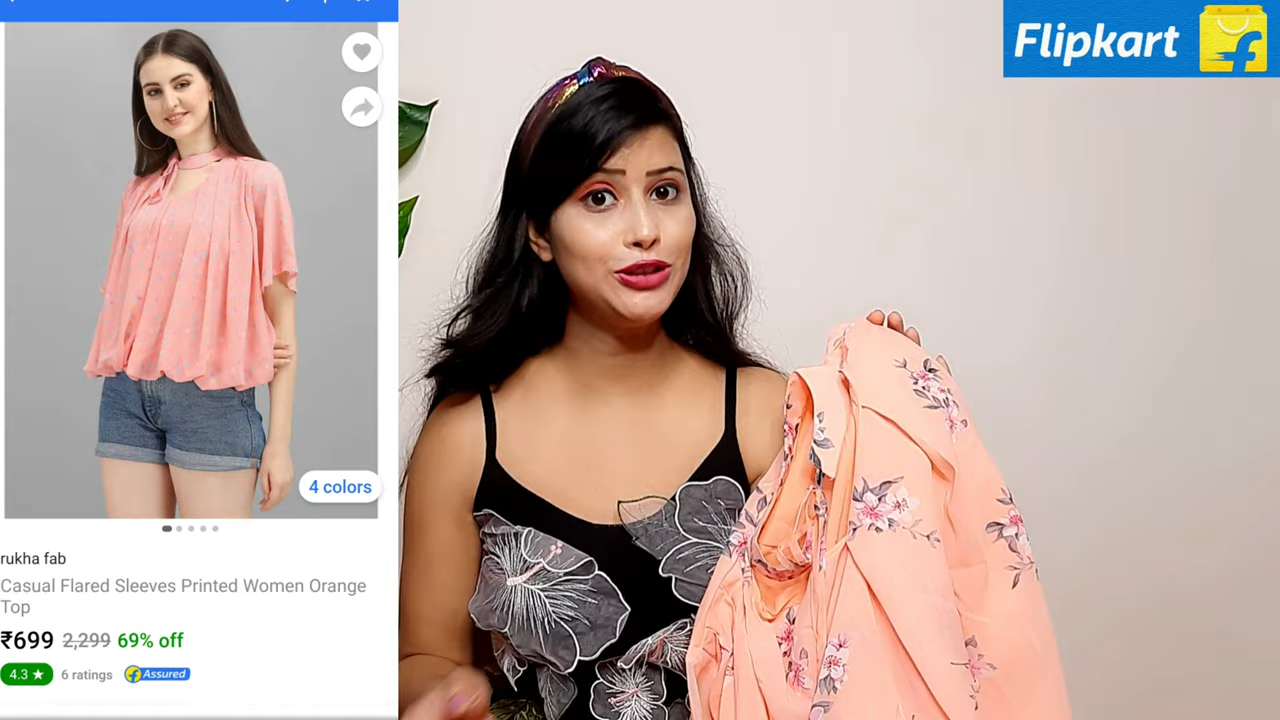 Flipkart
4 colors
rukha fab
Casual Flared Sleeves Printed Women Orange
Top
₹699 2,299 69% off
4.3 ★ 6 ratings Assured